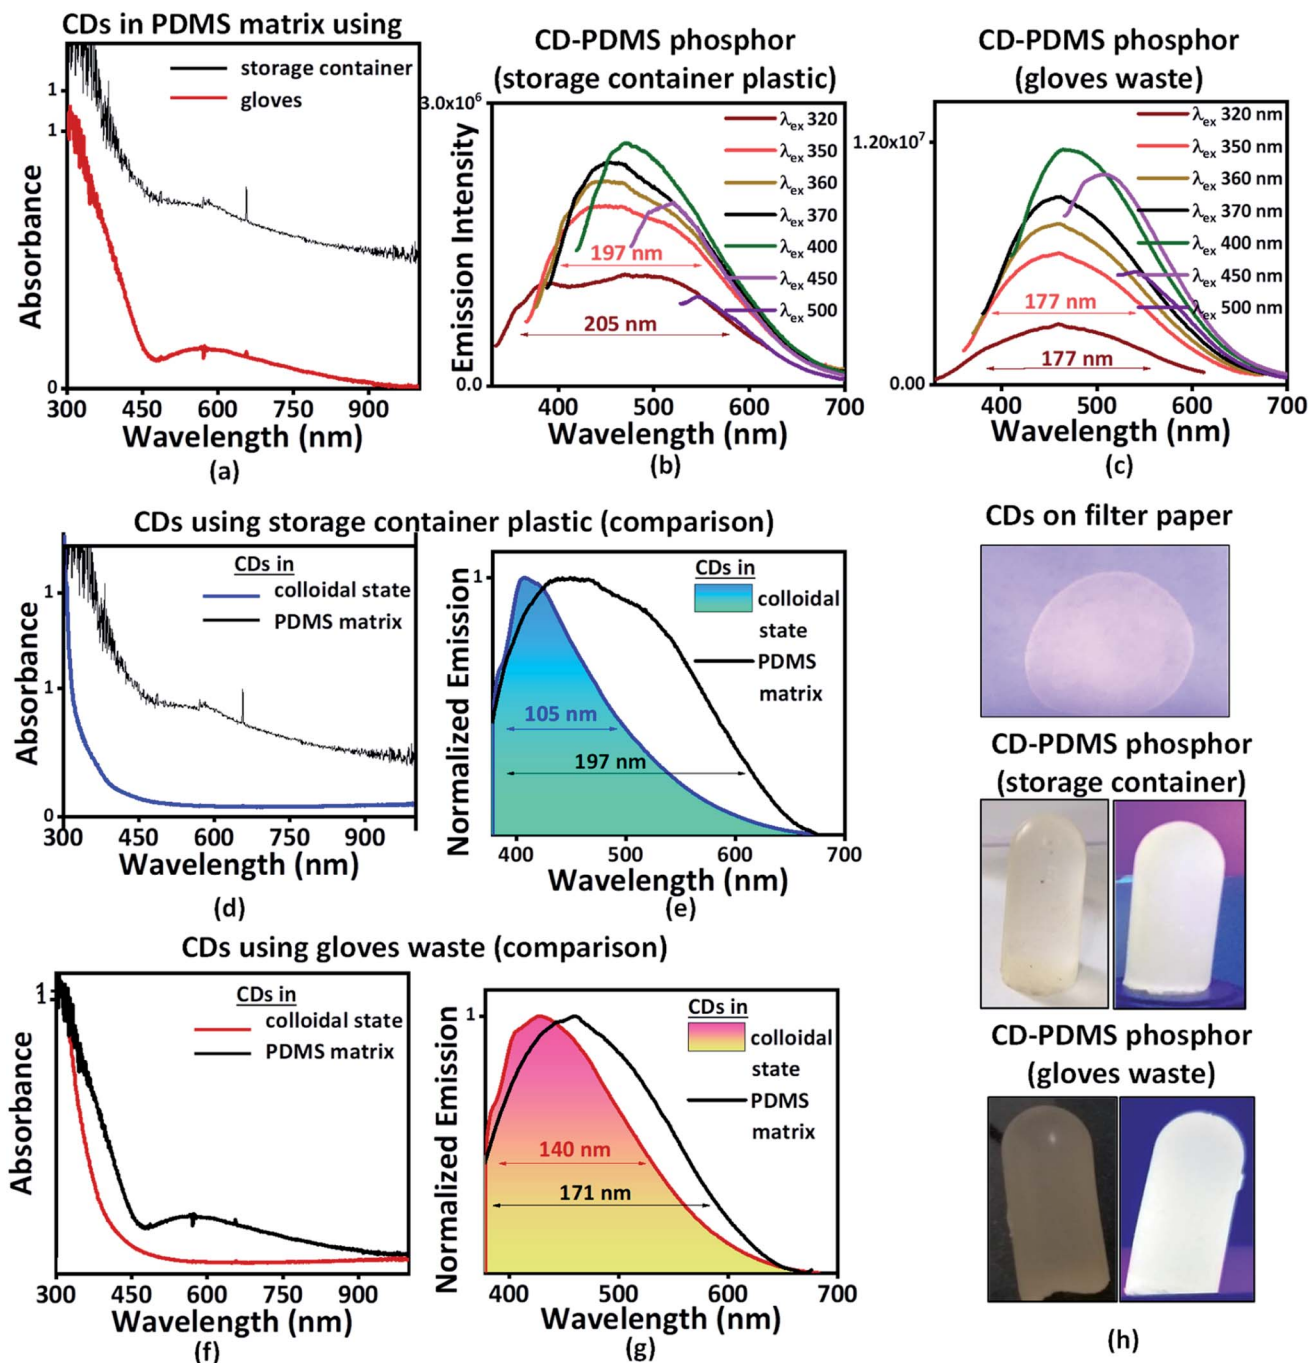 CDs in PDMS matrix using
storage container
gloves
1
1
0
Absorbance
300 450 600 750 900
Wavelength (nm)
(a)
CD-PDMS phosphor
(storage container plastic)
3.0x10⁶
0.0
Emission Intensity
λex 320
λex 350
λex 360
λex 370
λex 400
λex 450
λex 500
197 nm
205 nm
400 500 600 700
Wavelength (nm)
(b)
CD-PDMS phosphor
(gloves waste)
1.20x10⁷
0.00
λex 320 nm
λex 350 nm
λex 360 nm
λex 370 nm
λex 400 nm
λex 450 nm
λex 500 nm
177 nm
177 nm
400 500 600 700
Wavelength (nm)
(c)
CDs using storage container plastic (comparison)
CDs in
colloidal state
PDMS matrix
1
1
0
Absorbance
300 450 600 750 900
Wavelength (nm)
(d)
1
Normalized Emission
CDs in
colloidal
state
PDMS
matrix
105 nm
197 nm
400 500 600 700
Wavelength (nm)
(e)
CDs using gloves waste (comparison)
CDs in
colloidal state
PDMS matrix
1
1
Absorbance
300 450 600 750 900
Wavelength (nm)
(f)
1
Normalized Emission
CDs in
colloidal
state
PDMS
matrix
140 nm
171 nm
400 500 600 700
Wavelength (nm)
(g)
CDs on filter paper
CD-PDMS phosphor
(storage container)
CD-PDMS phosphor
(gloves waste)
(h)